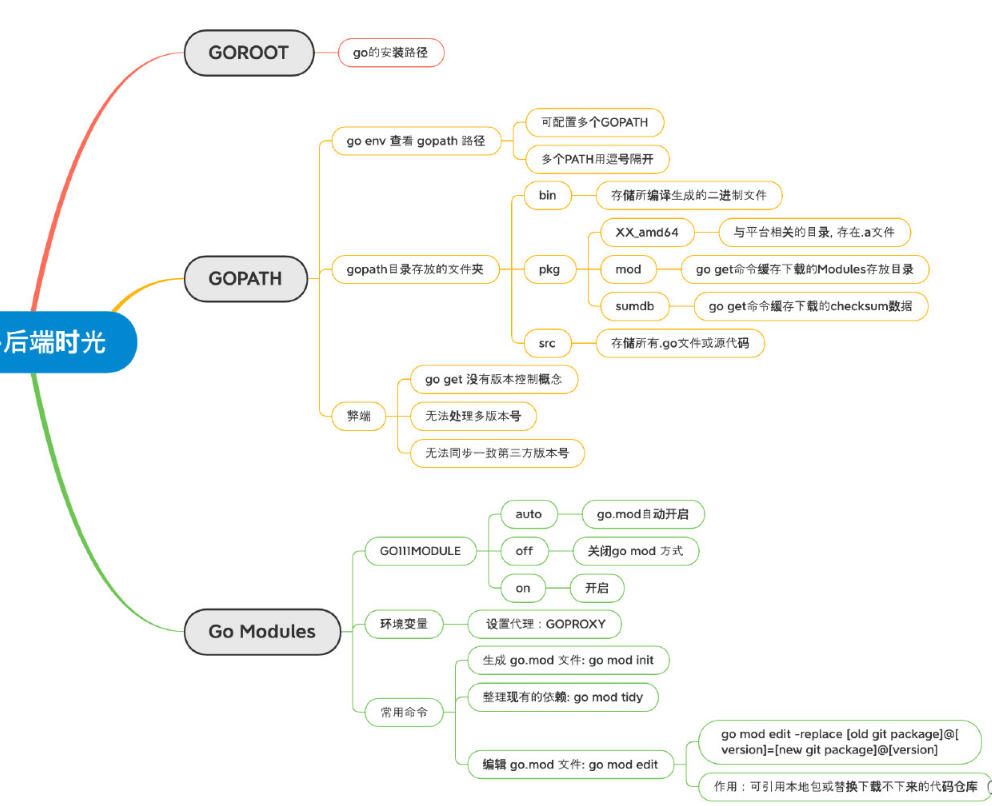 后端时光
GOROOT
go的安装路径
GOPATH
go env 查看 gopath 路径
可配置多个GOPATH
多个PATH用逗号隔开
gopath目录存放的文件夹
bin
存储所编译生成的二进制文件
pkg
XX_amd64
与平台相关的目录, 存在.a文件
mod
go get命令缓存下载的Modules存放目录
sumdb
go get命令缓存下载的checksum数据
src
存储所有.go文件或源代码
弊端
go get 没有版本控制概念
无法处理多版本号
无法同步一致第三方版本号
Go Modules
GO111MODULE
auto
go.mod自动开启
off
关闭go mod 方式
on
开启
环境变量
设置代理：GOPROXY
常用命令
生成 go.mod 文件: go mod init
整理现有的依赖: go mod tidy
编辑 go.mod 文件: go mod edit
go mod edit -replace [old git package]@[
version]=[new git package]@[version]
作用：可引用本地包或替换下载不下来的代码仓库